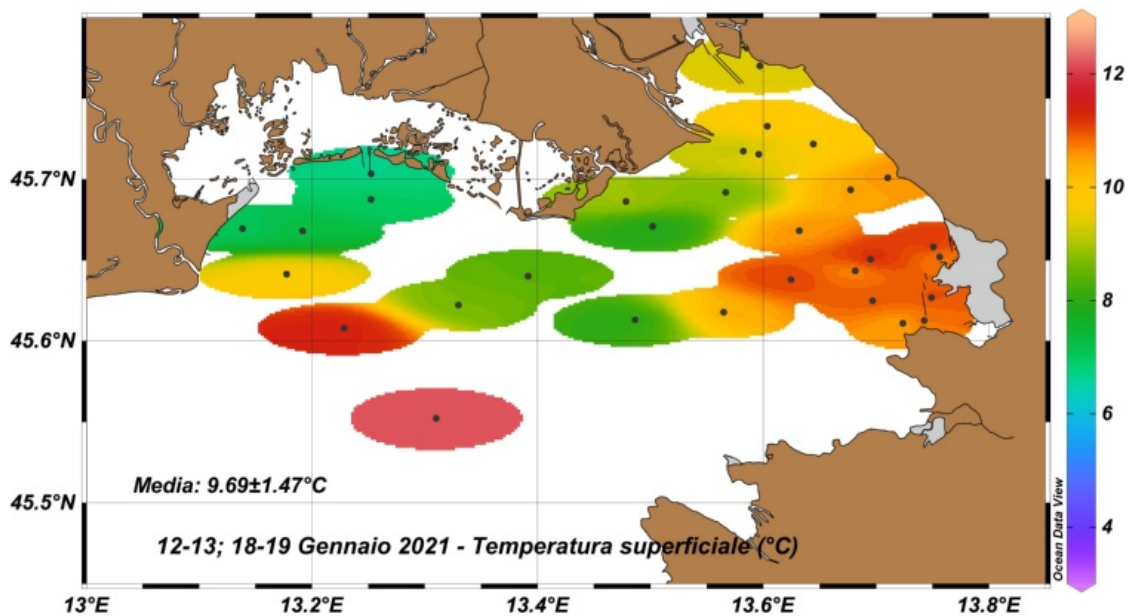 12
10
8
6
4
45.7°N
45.6°N
45.5°N
Media: 9.69±1.47°C
12-13; 18-19 Gennaio 2021 - Temperatura superficiale (°C)
Ocean Data View
13°E
13.2°E
13.4°E
13.6°E
13.8°E